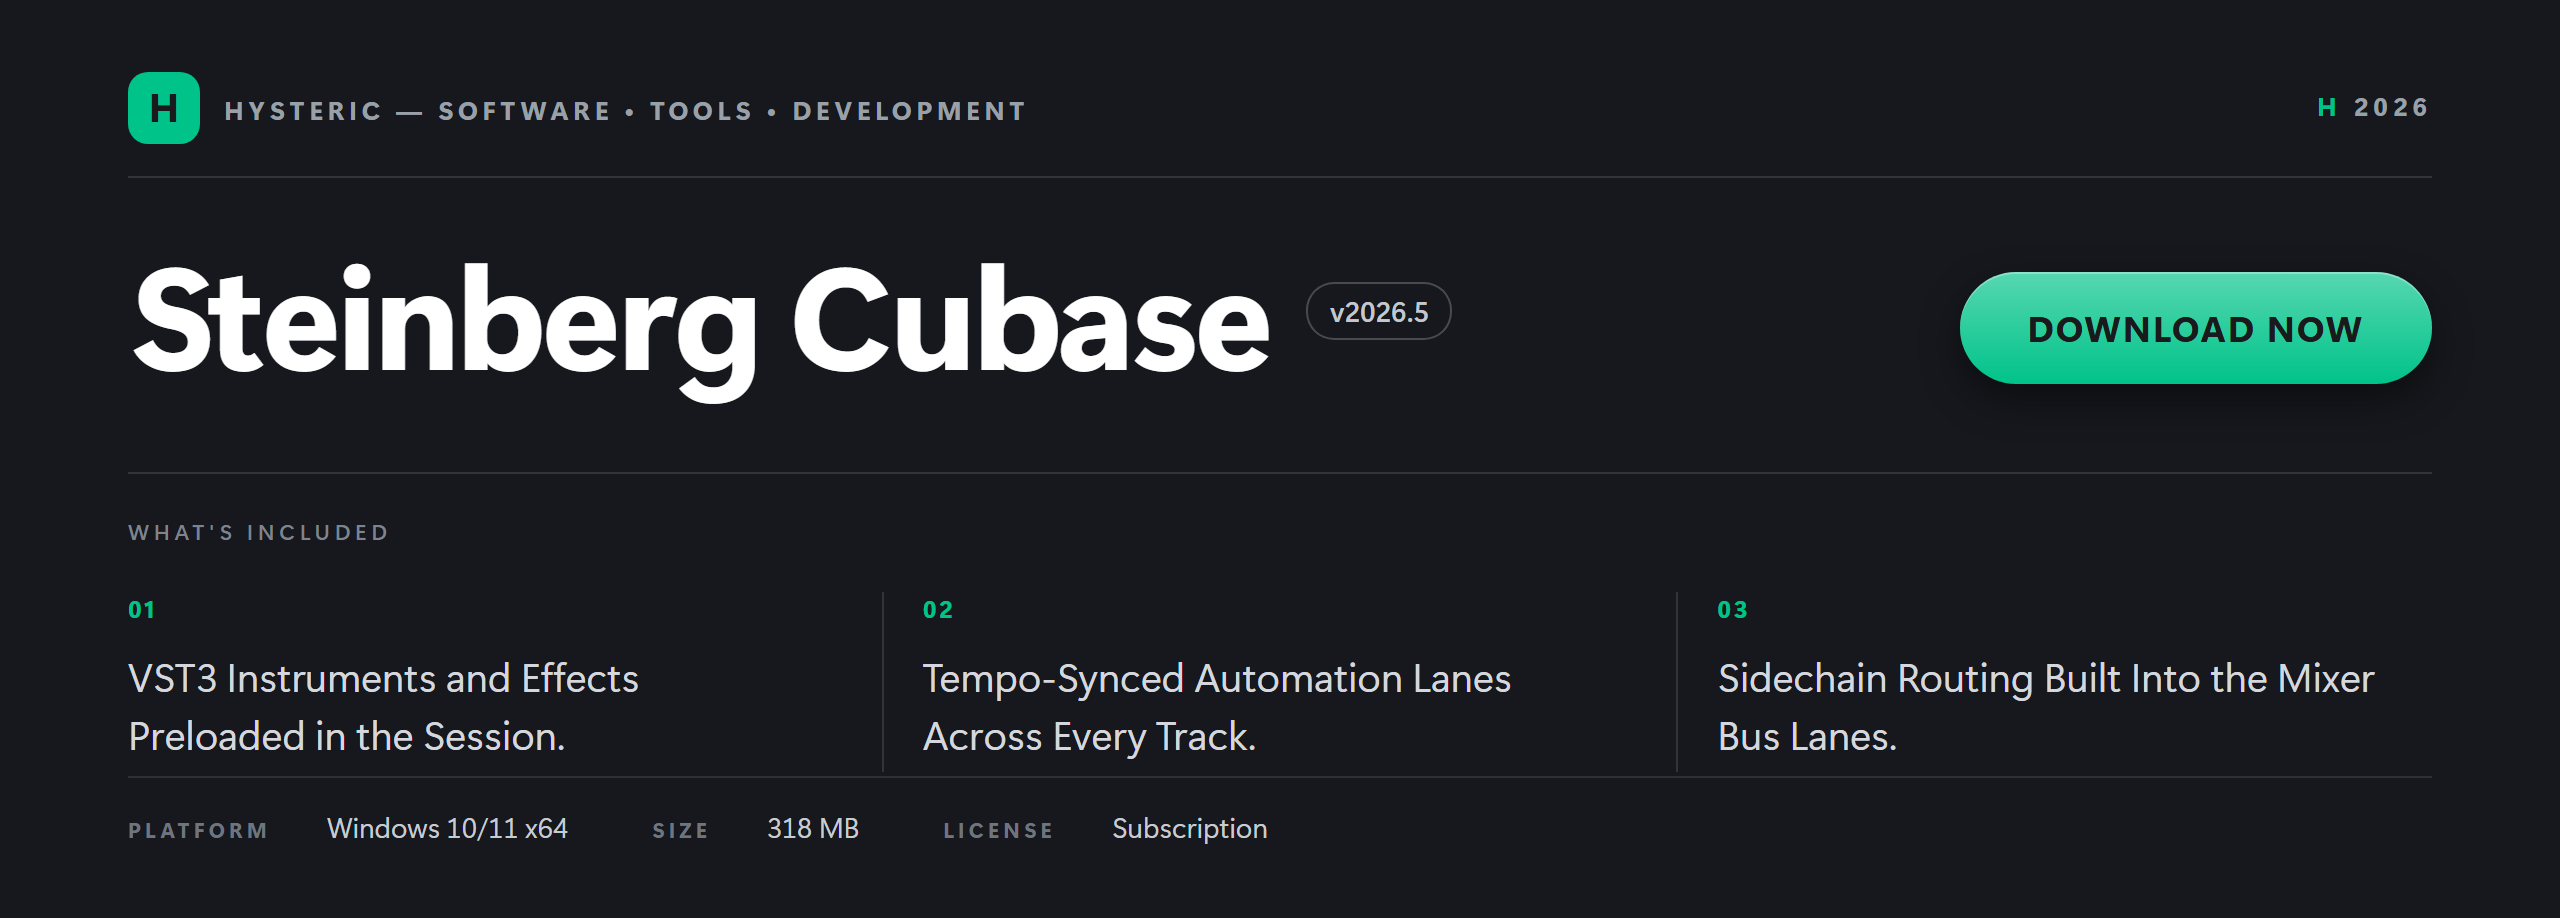 H HYSTERIC — SOFTWARE • TOOLS • DEVELOPMENT
H 2026
Steinberg Cubase v2026.5
DOWNLOAD NOW
WHAT'S INCLUDED
01
VST3 Instruments and Effects
Preloaded in the Session.
02
Tempo-Synced Automation Lanes
Across Every Track.
03
Sidechain Routing Built Into the Mixer
Bus Lanes.
PLATFORM Windows 10/11 x64 SIZE 318 MB LICENSE Subscription